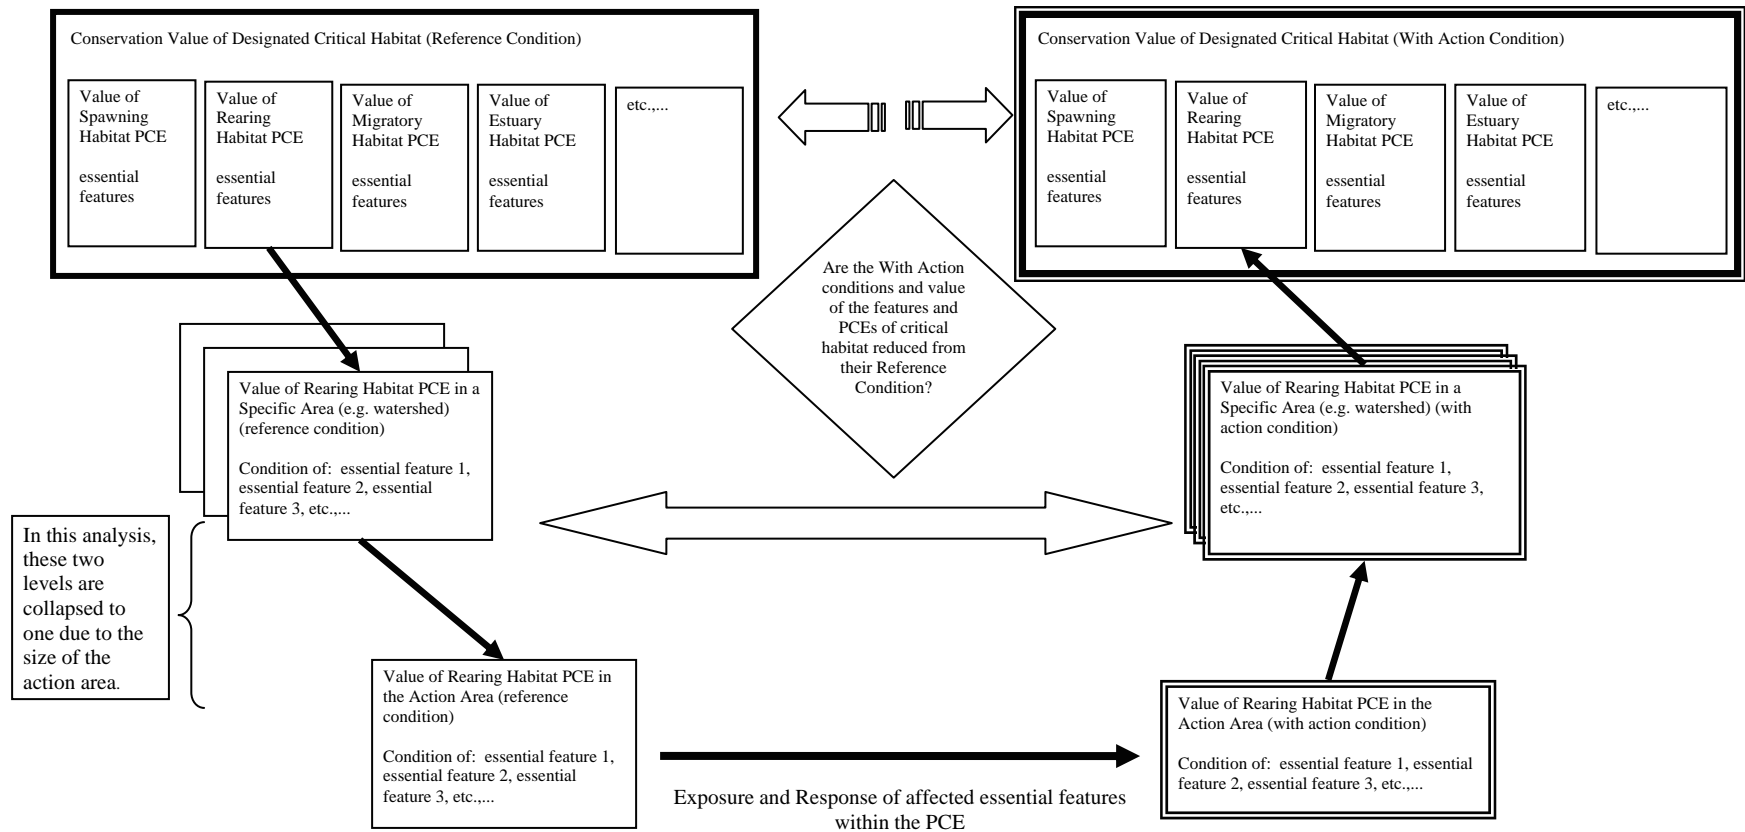 Conservation Value of Designated Critical Habitat (Reference Condition)
Value of
Spawning
Habitat PCE
essential
features
Value of
Rearing
Habitat PCE
essential
features
Value of
Migratory
Habitat PCE
essential
features
Value of
Estuary
Habitat PCE
essential
features
etc.,...
Conservation Value of Designated Critical Habitat (With Action Condition)
Value of
Spawning
Habitat PCE
essential
features
Value of
Rearing
Habitat PCE
essential
features
Value of
Migratory
Habitat PCE
essential
features
Value of
Estuary
Habitat PCE
essential
features
etc.,...
Are the With Action
conditions and value
of the features and
PCEs of critical
habitat reduced from
their Reference
Condition?
Value of Rearing Habitat PCE in a
Specific Area (e.g. watershed)
(reference condition)
Condition of:  essential feature 1,
essential feature 2, essential
feature 3, etc.,...
Value of Rearing Habitat PCE in a
Specific Area (e.g. watershed) (with
action condition)
Condition of:  essential feature 1,
essential feature 2, essential feature 3,
etc.,...
In this analysis,
these two
levels are
collapsed to
one due to the
size of the
action area.
Value of Rearing Habitat PCE in
the Action Area (reference
condition)
Condition of:  essential feature 1,
essential feature 2, essential
feature 3, etc.,...
Exposure and Response of affected essential features
within the PCE
Value of Rearing Habitat PCE in the
Action Area (with action condition)
Condition of:  essential feature 1, essential
feature 2, essential feature 3, etc.,...